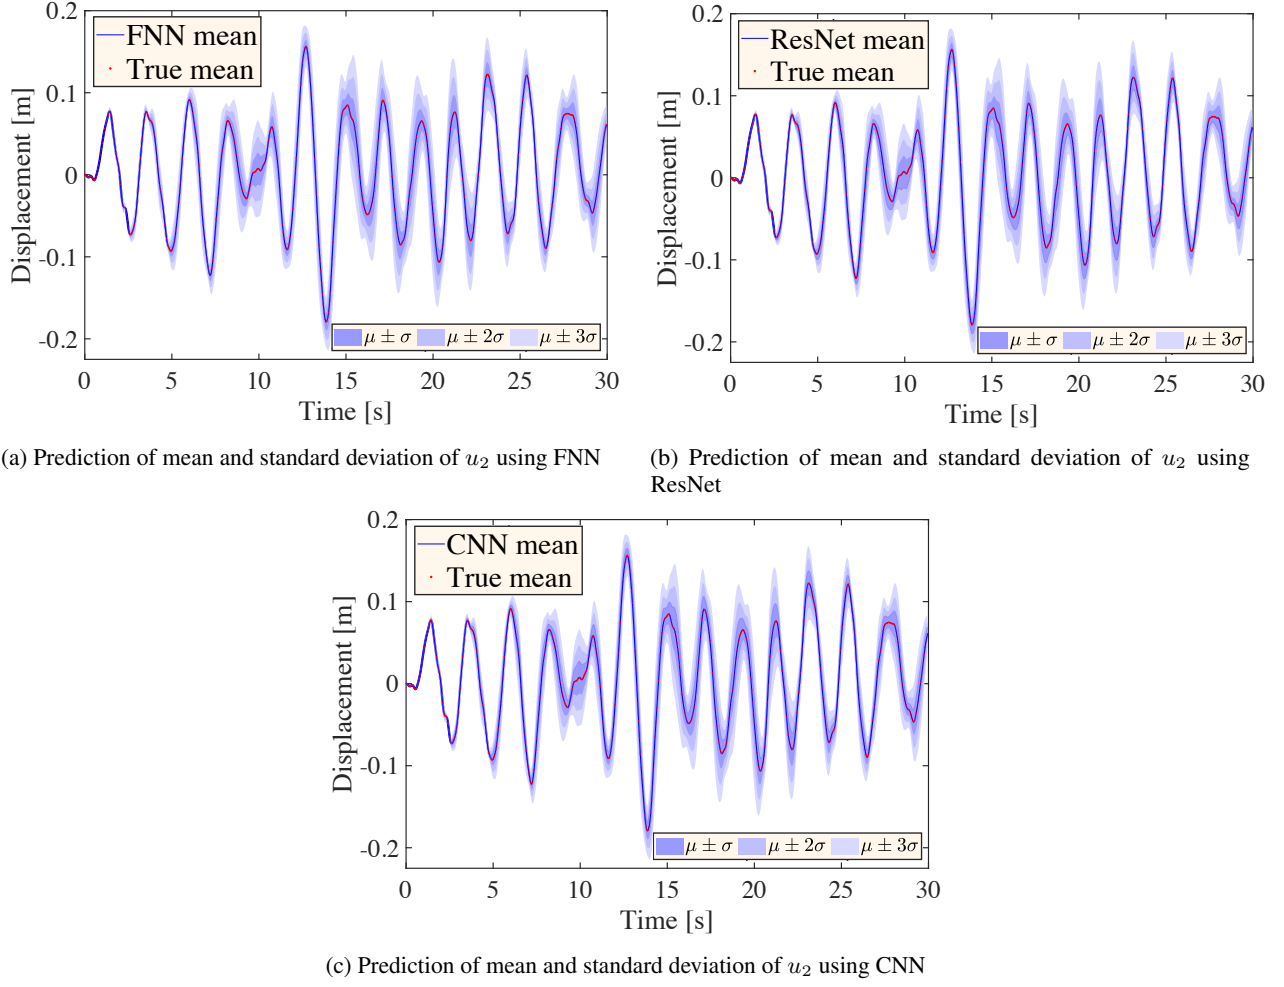 0.2
0.1
0
-0.1
-0.2
Displacement [m]
FNN mean
True mean
μ ± σ μ ± 2σ μ ± 3σ
0 5 10 15 20 25 30
Time [s]
(a) Prediction of mean and standard deviation of u₂ using FNN
0.2
0.1
0
-0.1
-0.2
Displacement [m]
ResNet mean
True mean
μ ± σ μ ± 2σ μ ± 3σ
0 5 10 15 20 25 30
Time [s]
(b) Prediction of mean and standard deviation of u₂ using
ResNet
0.2
0.1
0
-0.1
-0.2
Displacement [m]
CNN mean
True mean
μ ± σ μ ± 2σ μ ± 3σ
0 5 10 15 20 25 30
Time [s]
(c) Prediction of mean and standard deviation of u₂ using CNN